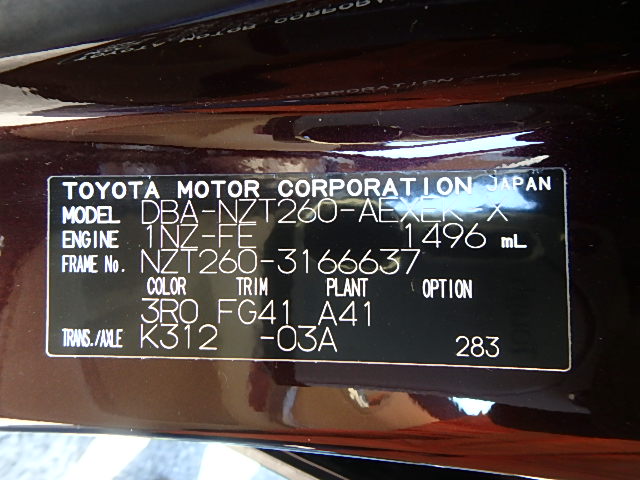 TOYOTA MOTOR CORPORATION JAPAN
MODEL DBA-NZT260-AEXEK X
ENGINE 1NZ-FE 1496 mL
FRAME No. NZT260-3166637
COLOR TRIM PLANT OPTION
3R0 FG41 A41
TRANS./AXLE K312 -03A 283